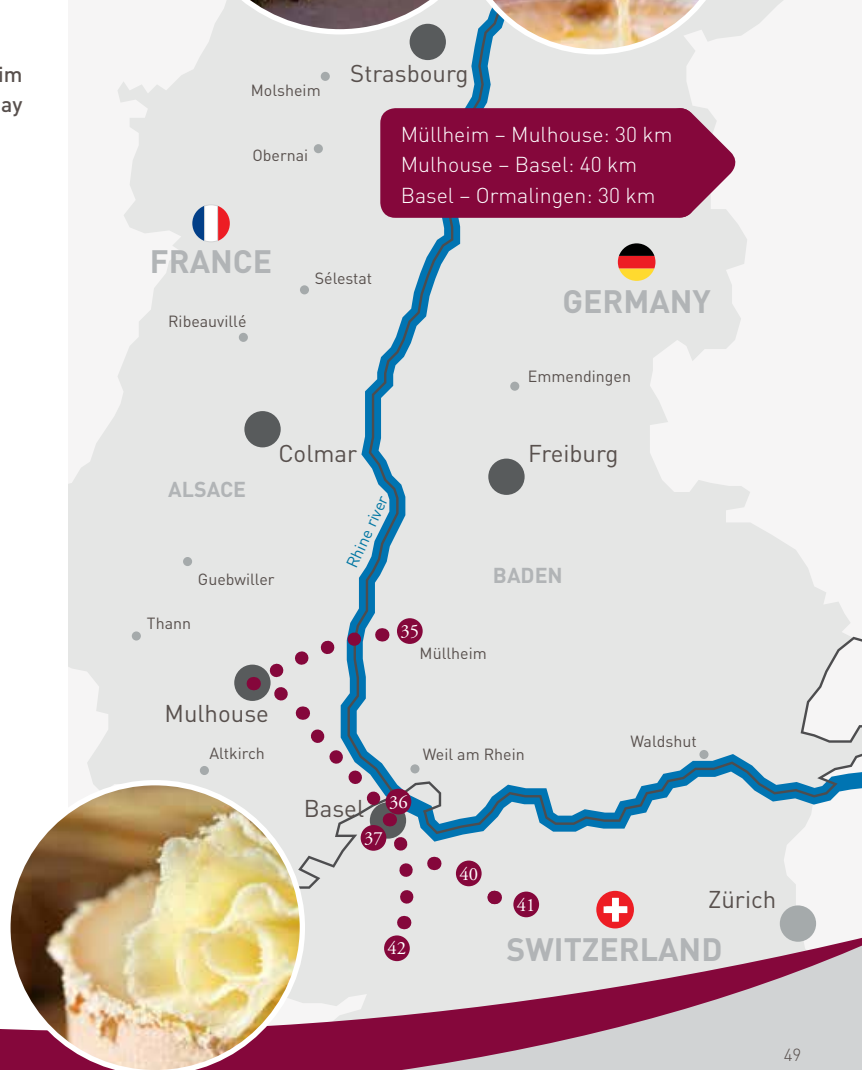 im
ay
Strasbourg
Molsheim
Müllheim – Mulhouse: 30 km
Mulhouse – Basel: 40 km
Basel – Ormalingen: 30 km
Obernai
FRANCE
GERMANY
Sélestat
Ribeauvillé
Emmendingen
Colmar
Freiburg
ALSACE
Rhine river
BADEN
Guebwiller
Thann
35
Müllheim
Mulhouse
Altkirch
Weil am Rhein
Waldshut
Basel
36
37
40
41
42
Zürich
SWITZERLAND
49